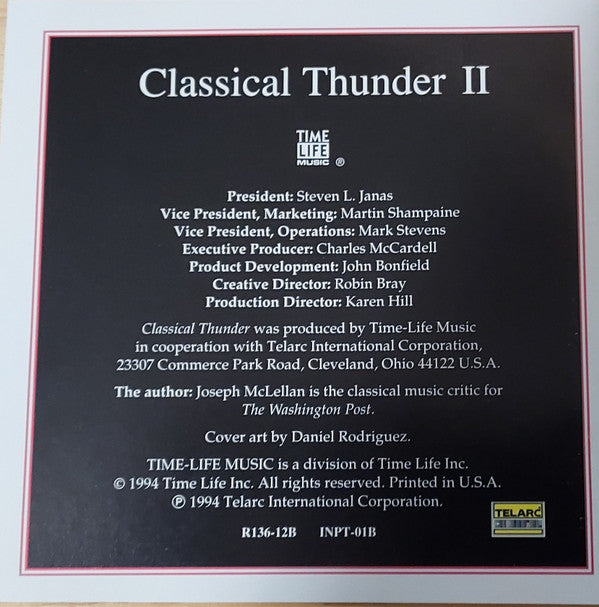 Classical Thunder II
TIME
LIFE
MUSIC ®
President: Steven L. Janas
Vice President, Marketing: Martin Shampaine
Vice President, Operations: Mark Stevens
Executive Producer: Charles McCardell
Product Development: John Bonfield
Creative Director: Robin Bray
Production Director: Karen Hill
Classical Thunder was produced by Time-Life Music
in cooperation with Telarc International Corporation,
23307 Commerce Park Road, Cleveland, Ohio 44122 U.S.A.
The author: Joseph McLellan is the classical music critic for
The Washington Post.
Cover art by Daniel Rodriguez.
TIME-LIFE MUSIC is a division of Time Life Inc.
© 1994 Time Life Inc. All rights reserved. Printed in U.S.A.
℗ 1994 Telarc International Corporation.
TELARC
R136-12B INPT-01B